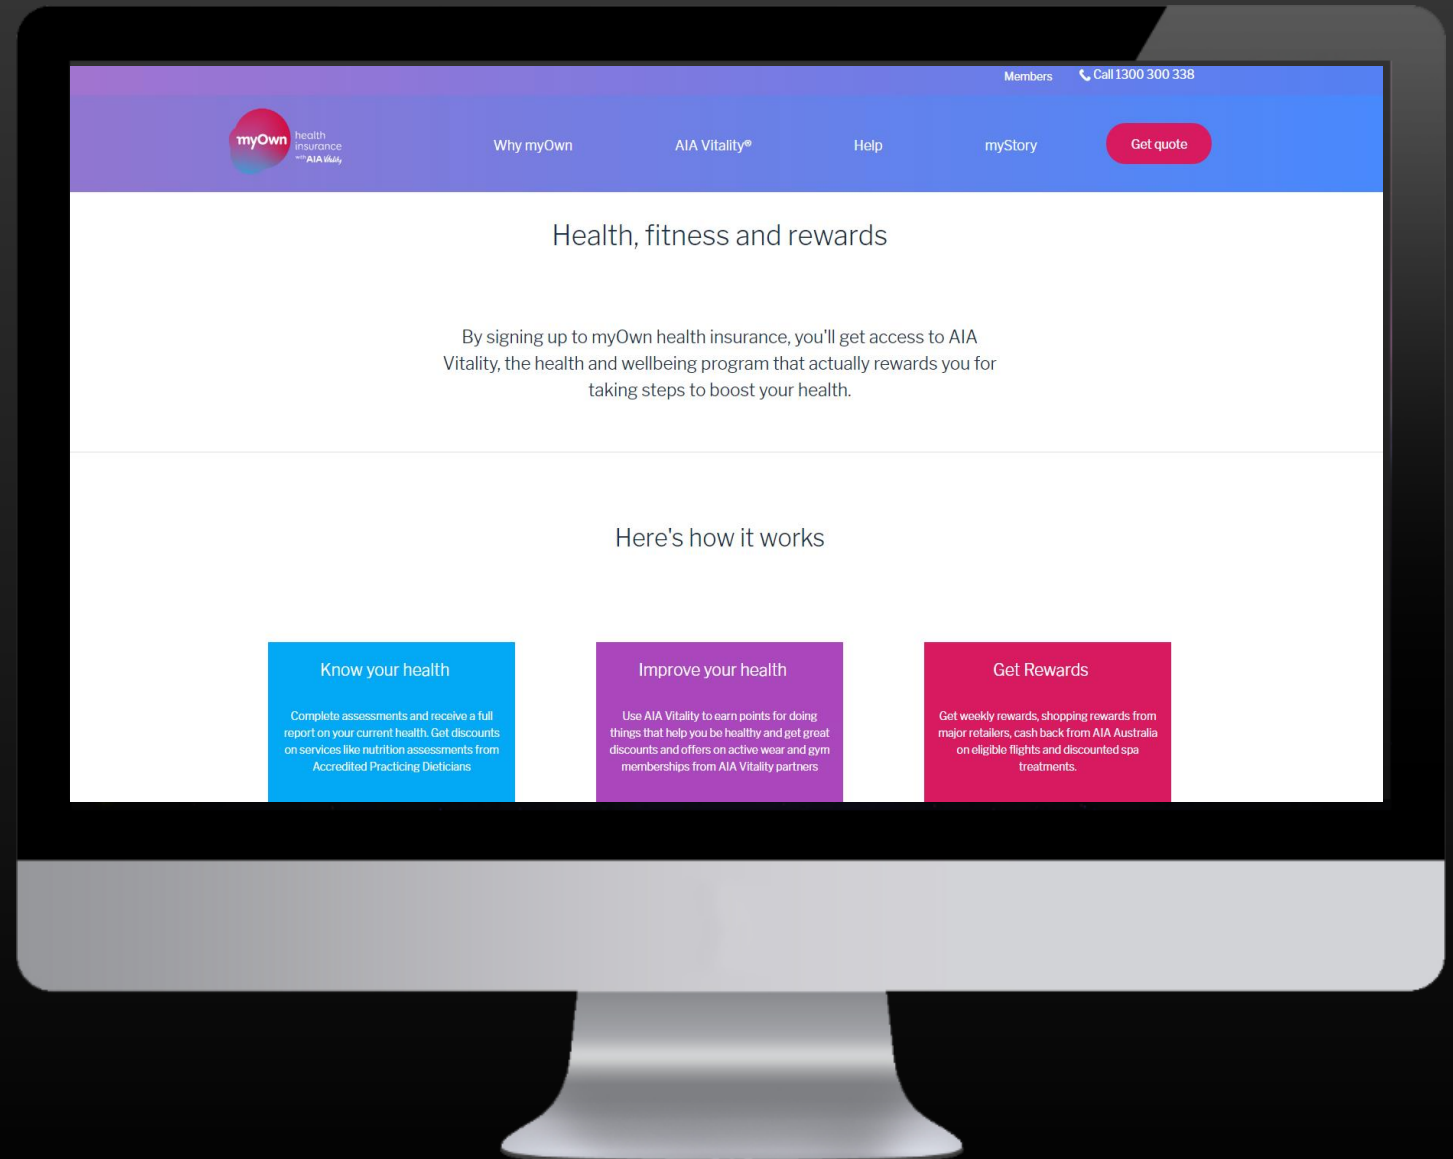 Members Call 1300 300 338
myOwn health insurance with AIA Vitality
Why myOwn AIA Vitality® Help myStory Get quote
Health, fitness and rewards
By signing up to myOwn health insurance, you'll get access to AIA
Vitality, the health and wellbeing program that actually rewards you for
taking steps to boost your health.
Here's how it works
Know your health
Complete assessments and receive a full
report on your current health. Get discounts
on services like nutrition assessments from
Accredited Practicing Dieticians
Improve your health
Use AIA Vitality to earn points for doing
things that help you be healthy and get great
discounts and offers on active wear and gym
memberships from AIA Vitality partners
Get Rewards
Get weekly rewards, shopping rewards from
major retailers, cash back from AIA Australia
on eligible flights and discounted spa
treatments.